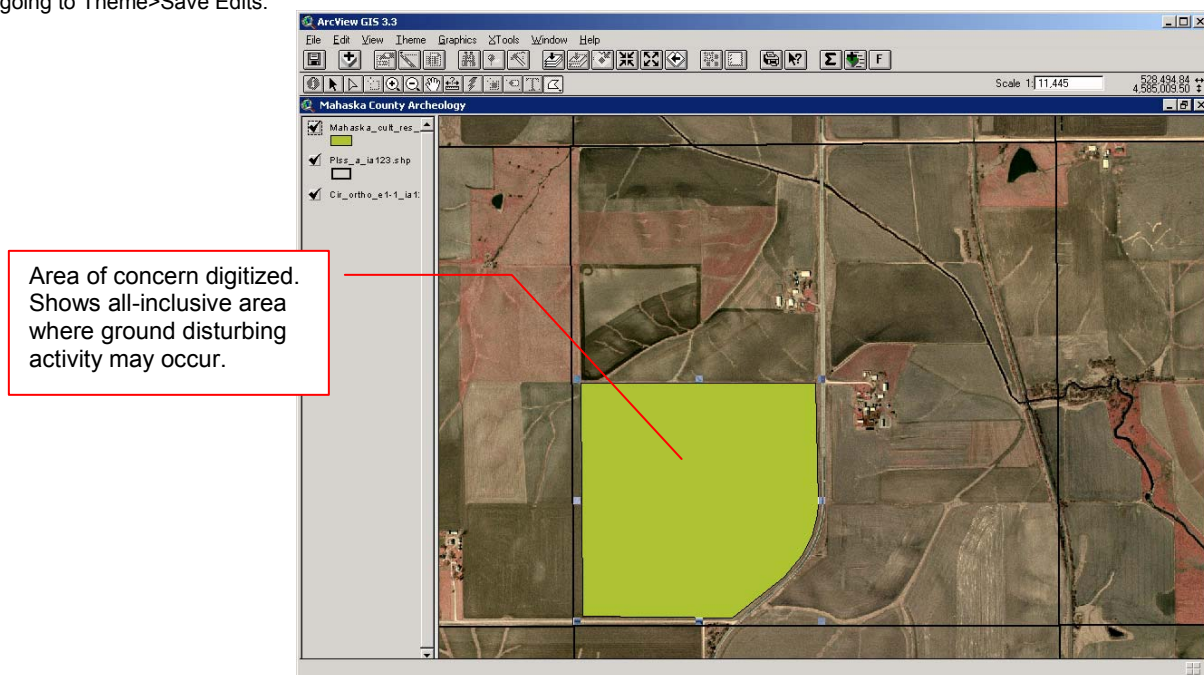 going to Theme>Save Edits.
ArcView GIS 3.3
File Edit View Theme Graphics XTools Window Help
Scale 1: 11,445
528,494.84
4,585,009.50
Mahaska County Archeology
Mahaska_cult_res_
Plss_a_ia123.shp
Cir_ortho_e1-1_ia1:
Area of concern digitized.
Shows all-inclusive area
where ground disturbing
activity may occur.